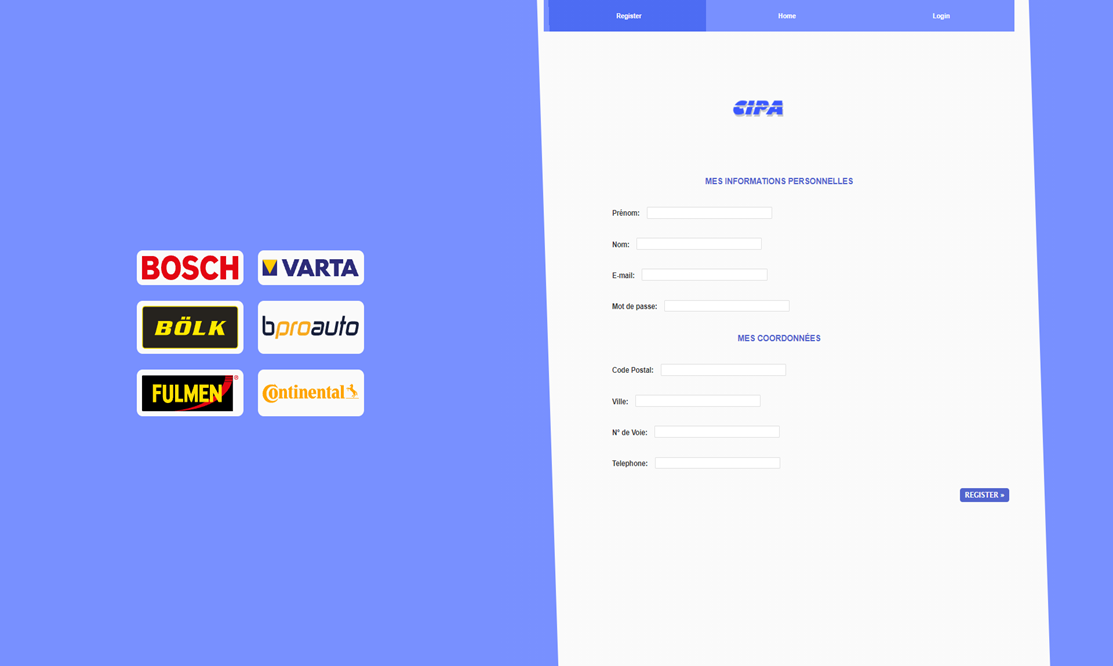 Register
Home
Login
CIPA
MES INFORMATIONS PERSONNELLES
Prènom:
Nom:
E-mail:
Mot de passe:
MES COORDONNÉES
Code Postal:
Ville:
N° de Voie:
Telephone:
REGISTER »
BOSCH
VARTA
BÖLK
bproauto
FULMEN®
Continental